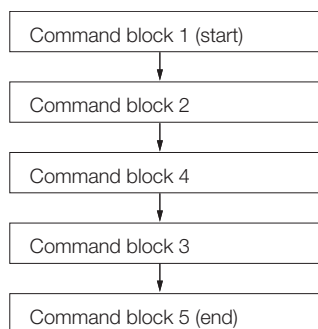 Command block 1 (start)
Command block 2
Command block 4
Command block 3
Command block 5 (end)